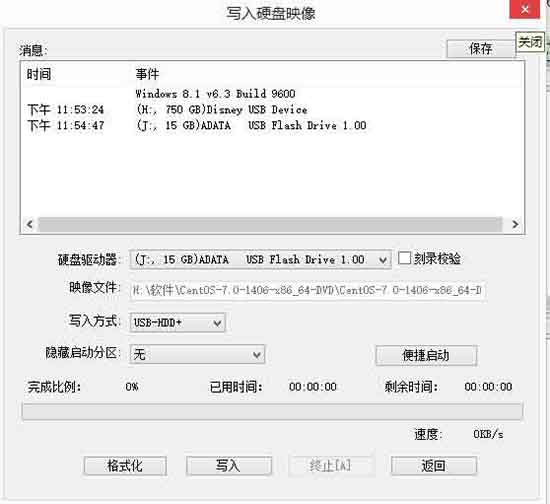 写入硬盘映像
关闭
消息:
保存
时间 事件
Windows 8.1 v6.3 Build 9600
下午 11:53:24 (H:, 750 GB)Disney USB Device
下午 11:54:47 (J:, 15 GB)ADATA USB Flash Drive 1.00
硬盘驱动器: (J:, 15 GB)ADATA USB Flash Drive 1.00 刻录校验
映像文件: H:\软件\CentOS-7.0-1406-x86_64-DVD\CentOS-7.0-1406-x86_64-D
写入方式: USB-HDD+
隐藏启动分区: 无 便捷启动
完成比例: 0% 已用时间: 00:00:00 剩余时间: 00:00:00
速度: 0KB/s
格式化 写入 终止[A] 返回